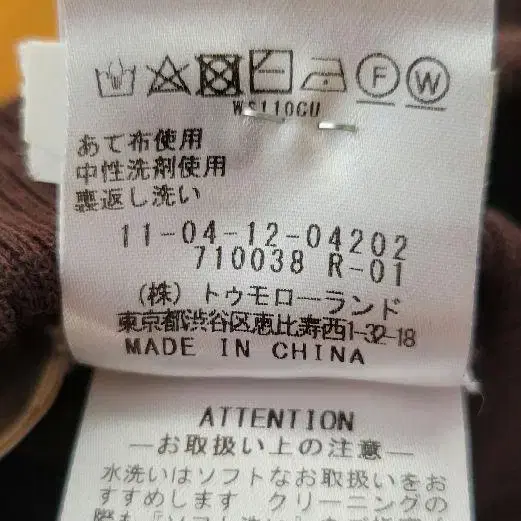 F W
WS110GU
あて布使用
中性洗剤使用
裏返し洗い
11-04-12-04202
710038 R-01
(株) トゥモローランド
東京都渋谷区恵比寿西1-32-18
MADE IN CHINA
ATTENTION
—お取扱い上の注意—
水洗いはソフトなお取扱いをお
すすめします クリーニングの